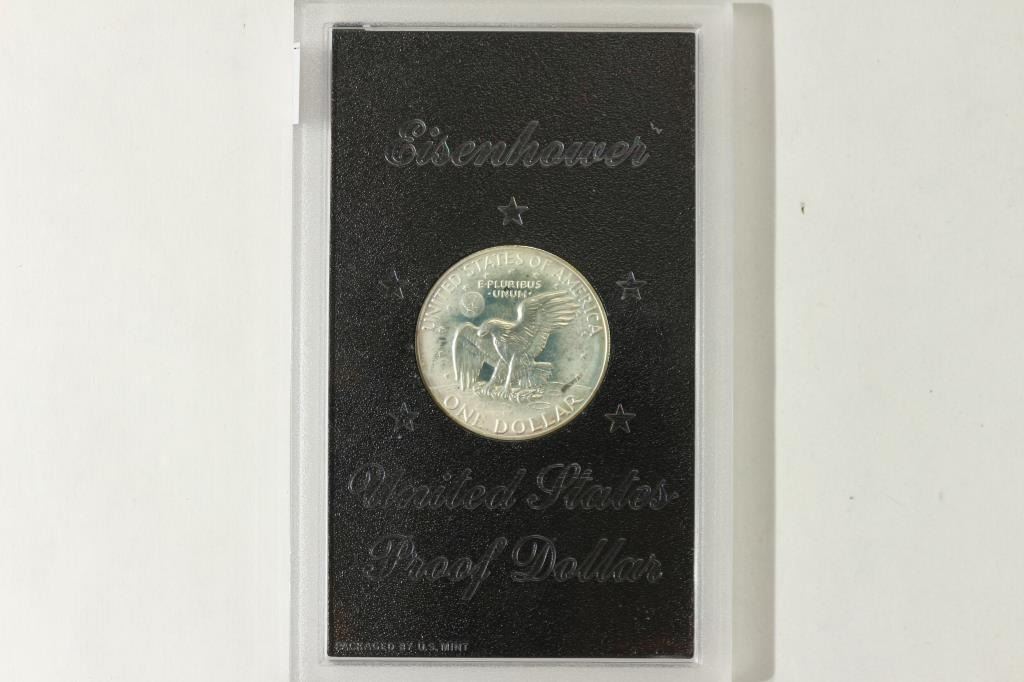 Eisenhower
UNITED STATES OF AMERICA
E·PLURIBUS
·UNUM·
ONE DOLLAR
United States
Proof Dollar
PACKAGED BY U.S. MINT